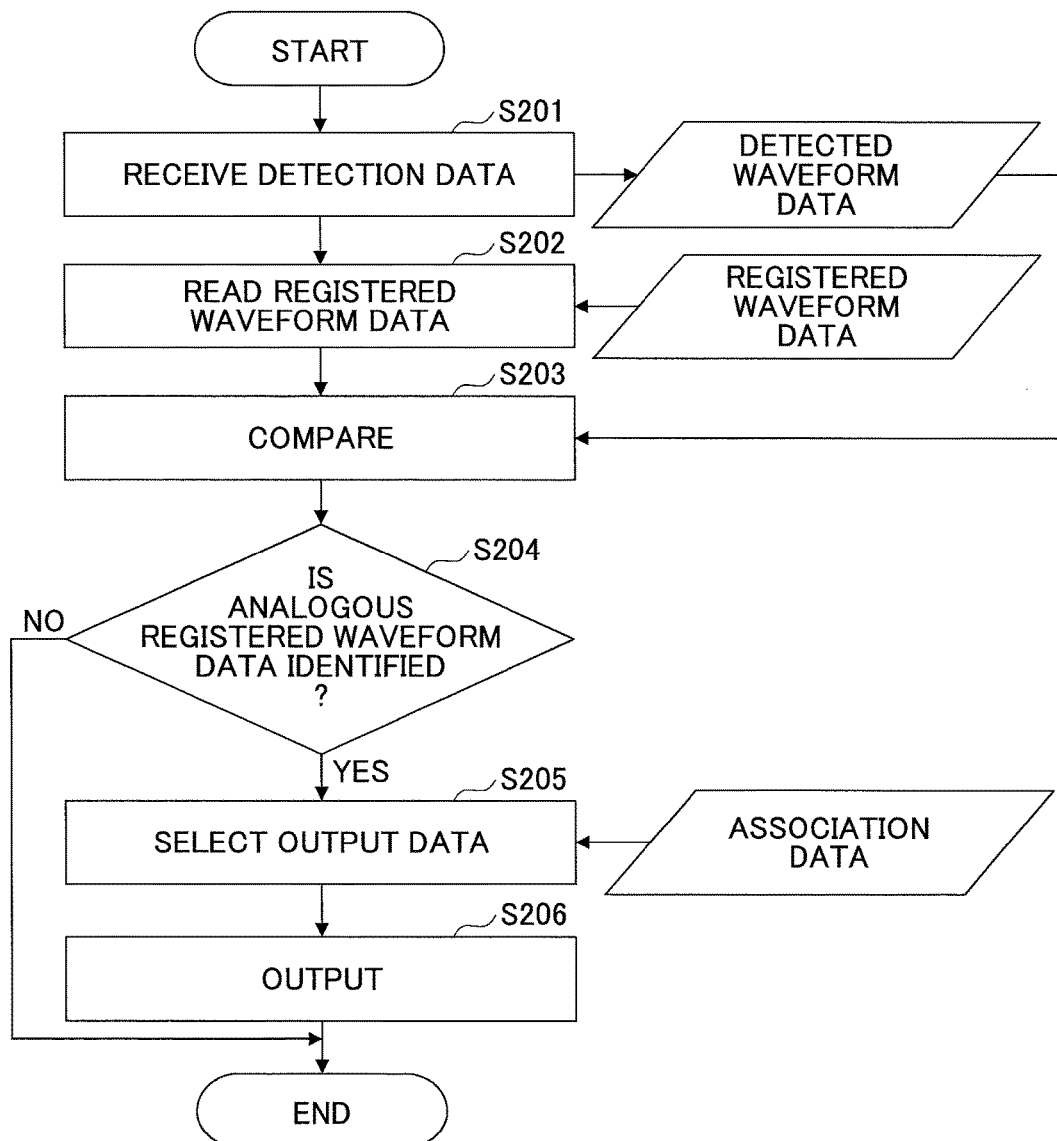 START
S201
RECEIVE DETECTION DATA
DETECTED
WAVEFORM
DATA
S202
READ REGISTERED
WAVEFORM DATA
REGISTERED
WAVEFORM
DATA
S203
COMPARE
S204
IS
ANALOGOUS
REGISTERED WAVEFORM
DATA IDENTIFIED
?
NO
YES
S205
SELECT OUTPUT DATA
ASSOCIATION
DATA
S206
OUTPUT
END